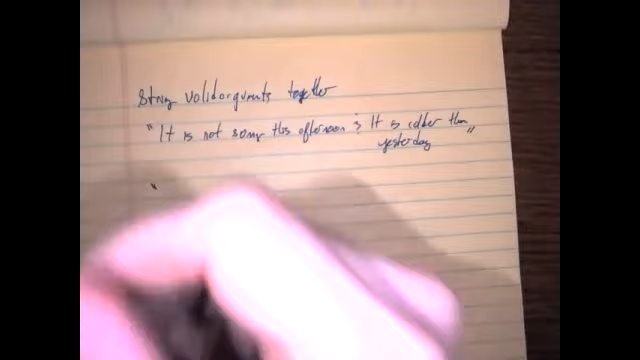 String valid arguments together
"It is not sunny this afternoon & It is colder than
yesterday"